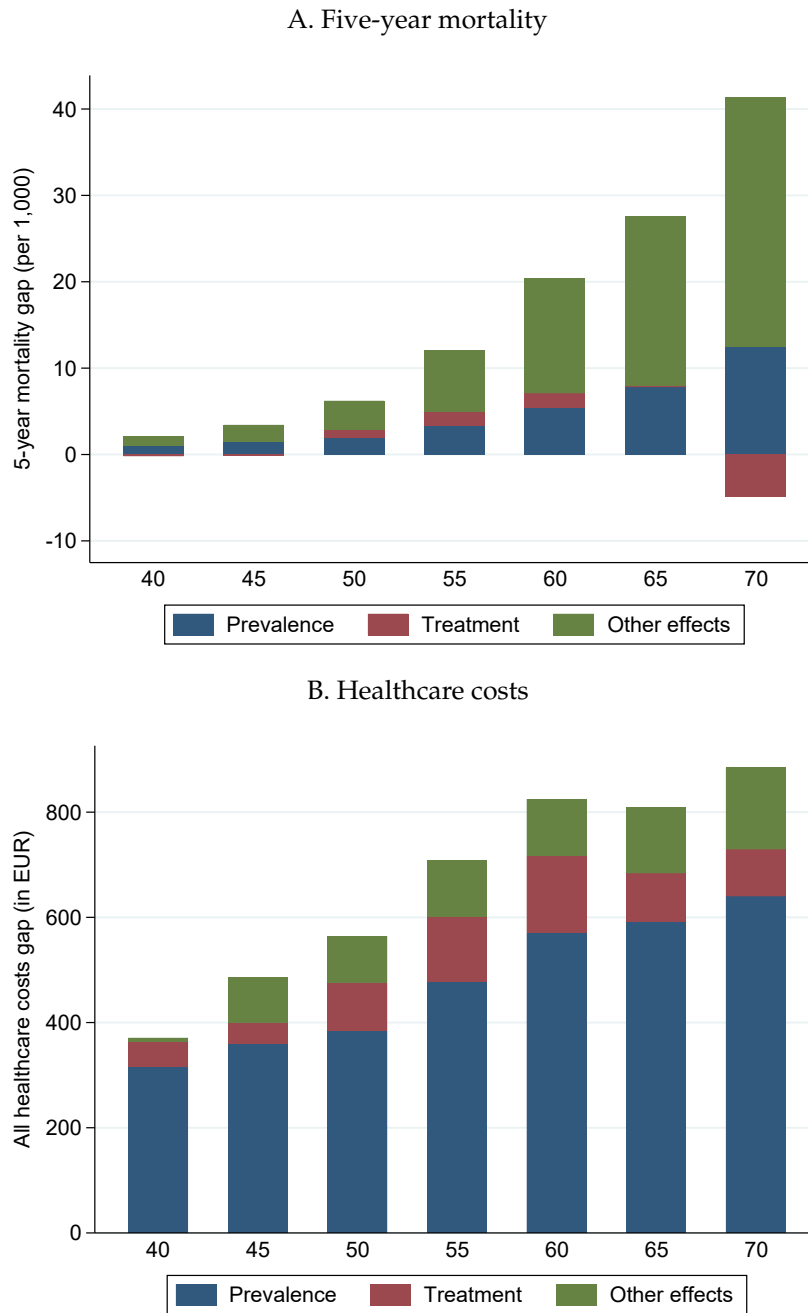 A. Five-year mortality
5-year mortality gap (per 1,000)
40
30
20
10
0
-10
40 45 50 55 60 65 70
Prevalence Treatment Other effects
B. Healthcare costs
All healthcare costs gap (in EUR)
800
600
400
200
0
40 45 50 55 60 65 70
Prevalence Treatment Other effects